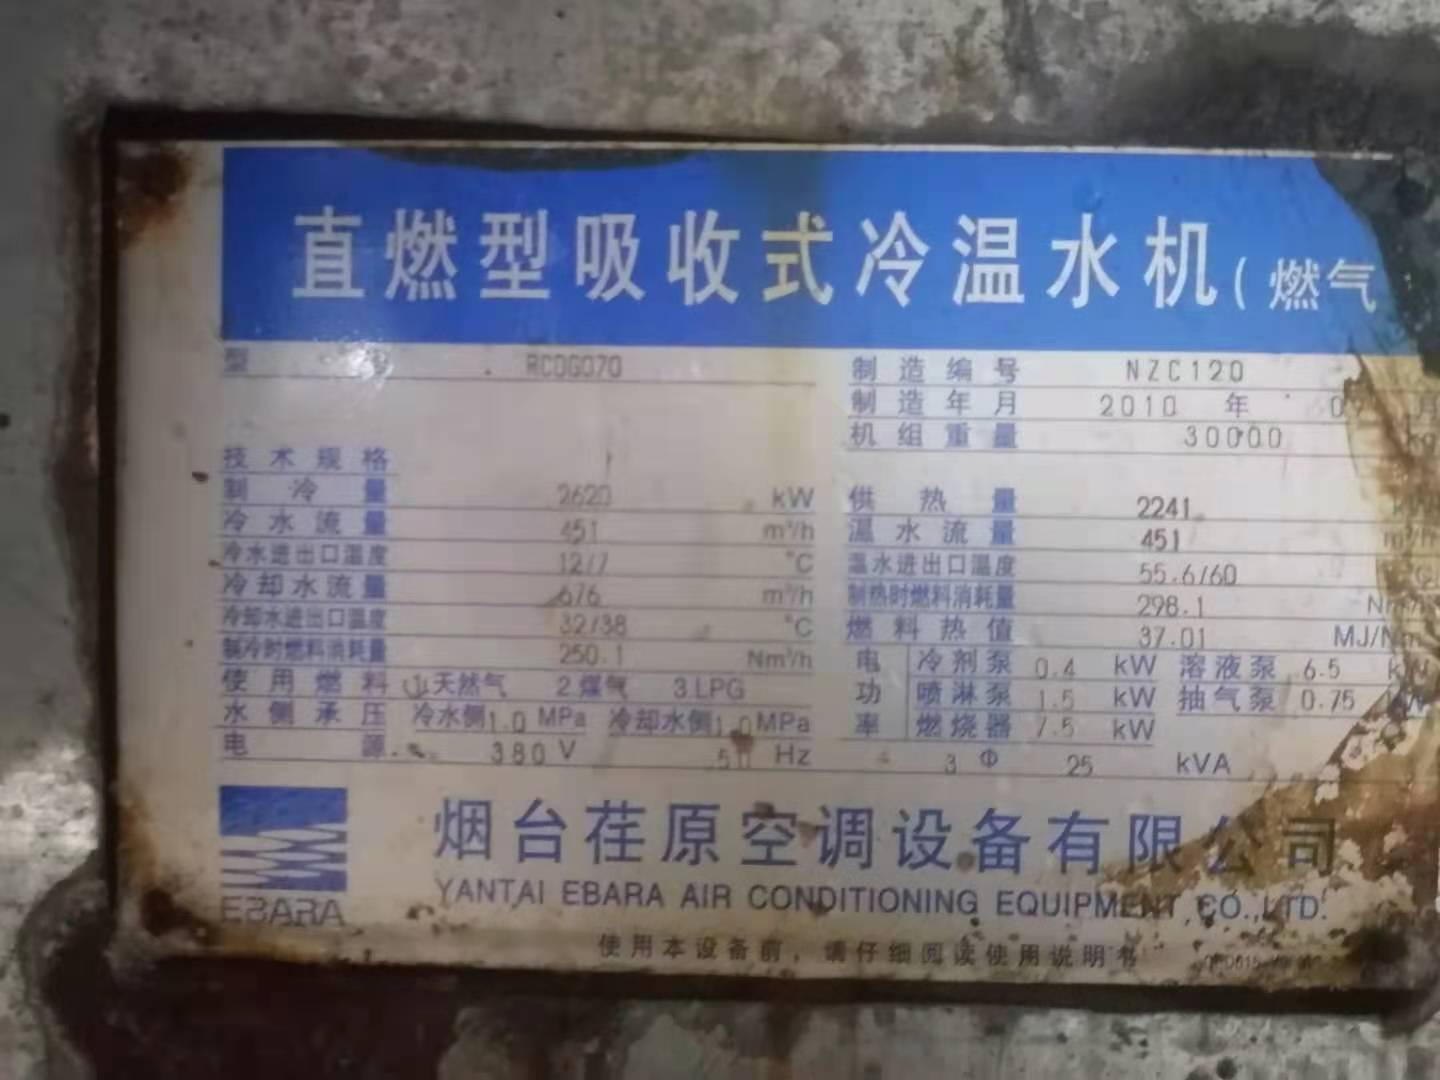 直燃型吸收式冷温水机(燃气
型号 RCDG070 制造编号 NZC120
制造年月 2010 年 月
机组重量 30000 kg
技术规格
制冷量 2620 kW 供热量 2241 kW
冷水流量 451 m³/h 温水流量 451 m³/h
冷水进出口温度 12/7 °C 温水进出口温度 55.6/60
冷却水流量 676 m³/h 制热时燃料消耗量 298.1
冷却水进出口温度 32/38 °C 燃料热值 37.01 MJ/Nm
制冷时燃料消耗量 250.1 Nm³/h 电功率 冷剂泵 0.4 kW 溶液泵 6.5 kW
使用燃料 1天然气 2煤气 3LPG 喷淋泵 1.5 kW 抽气泵 0.75 kW
水侧承压 冷水侧1.0 MPa 冷却水侧1.0MPa 燃烧器 7.5 kW
电源 380 V 50 Hz 3 Φ 25 kVA
烟台荏原空调设备有限公司
YANTAI EBARA AIR CONDITIONING EQUIPMENT CO.,LTD.
EBARA
使用本设备前，请仔细阅读使用说明书